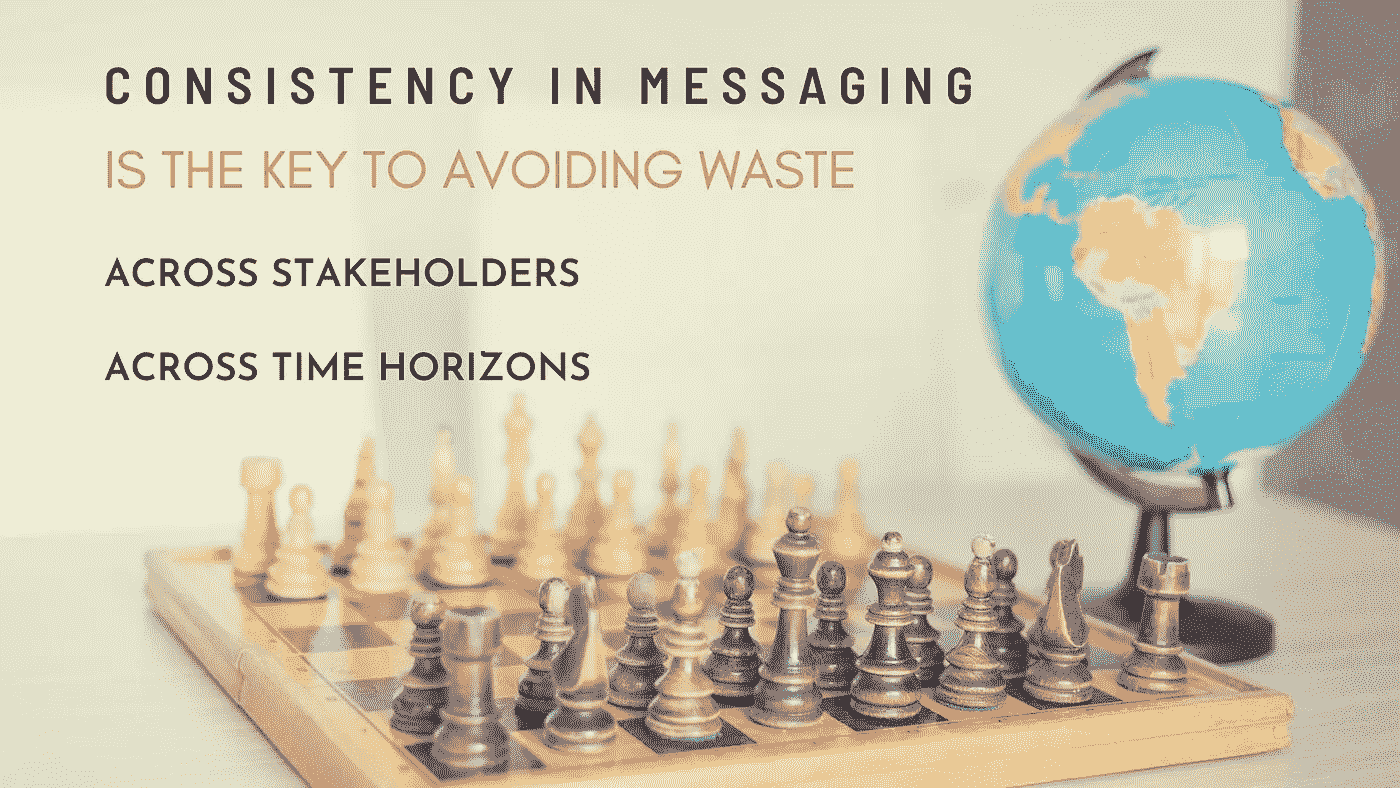 CONSISTENCY IN MESSAGING
IS THE KEY TO AVOIDING WASTE
ACROSS STAKEHOLDERS
ACROSS TIME HORIZONS